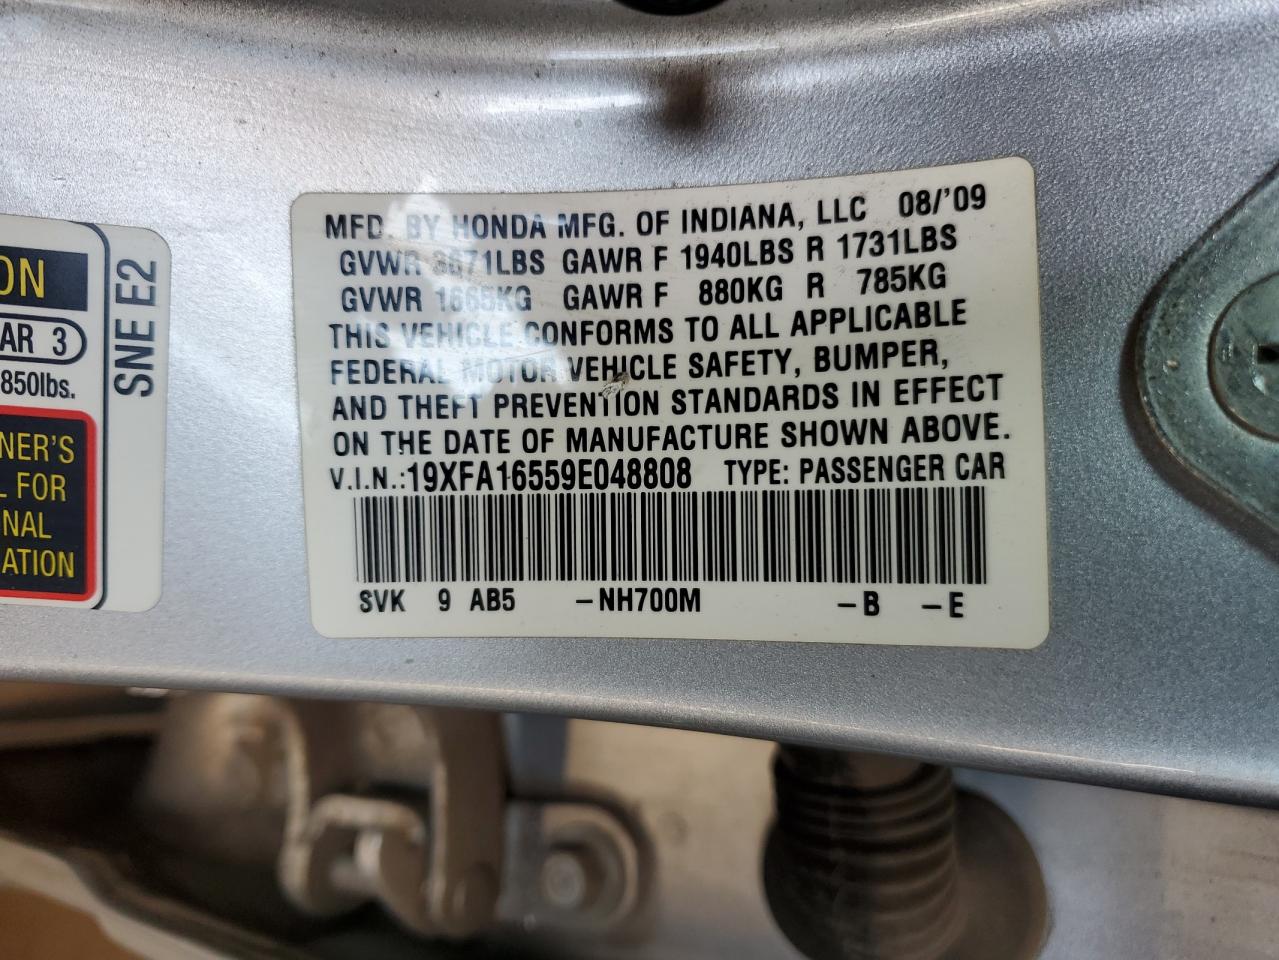 ON
AR 3
850lbs.
NER'S
L FOR
NAL
ATION
SNE E2
MFD. BY HONDA MFG. OF INDIANA, LLC 08/'09
GVWR 3671LBS GAWR F 1940LBS R 1731LBS
GVWR 1665KG GAWR F 880KG R 785KG
THIS VEHICLE CONFORMS TO ALL APPLICABLE
FEDERAL MOTOR VEHICLE SAFETY, BUMPER,
AND THEFT PREVENTION STANDARDS IN EFFECT
ON THE DATE OF MANUFACTURE SHOWN ABOVE.
V.I.N.:19XFA16559E048808 TYPE: PASSENGER CAR
SVK 9 AB5 -NH700M -B -E